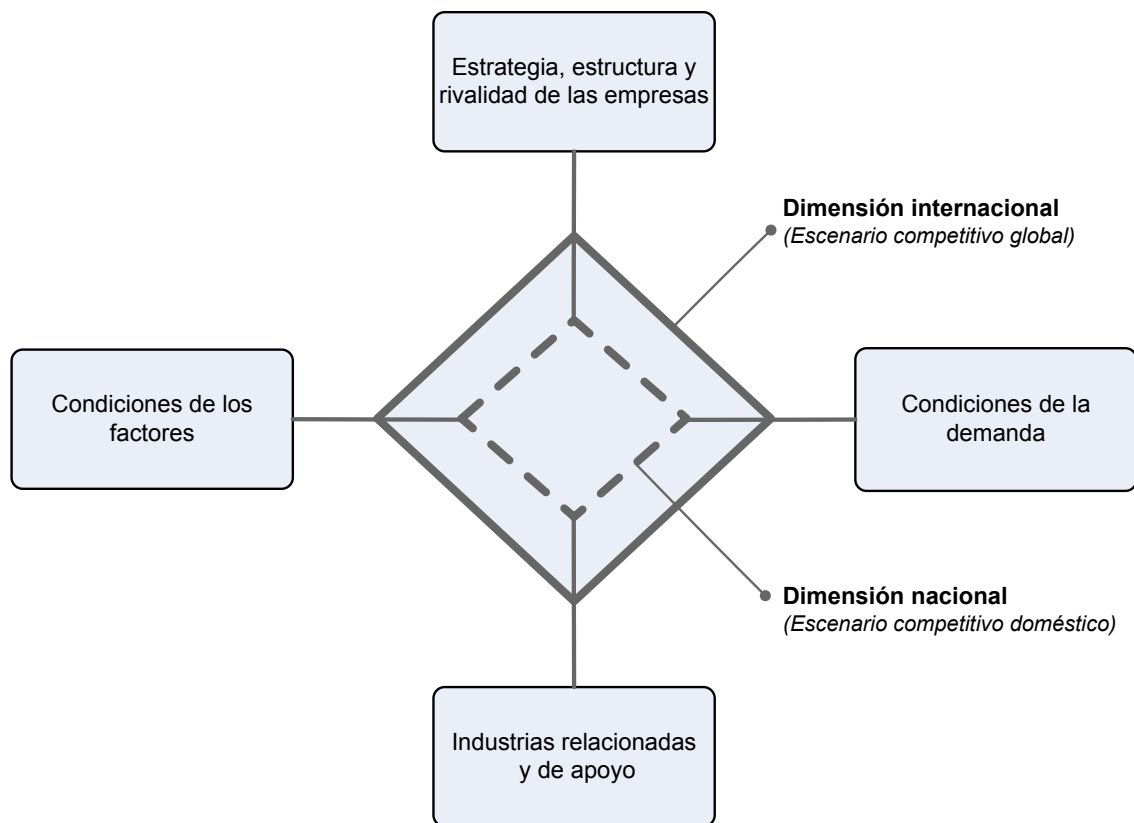 Estrategia, estructura y
rivalidad de las empresas
Dimensión internacional
(Escenario competitivo global)
Condiciones de los
factores
Condiciones de la
demanda
Dimensión nacional
(Escenario competitivo doméstico)
Industrias relacionadas
y de apoyo